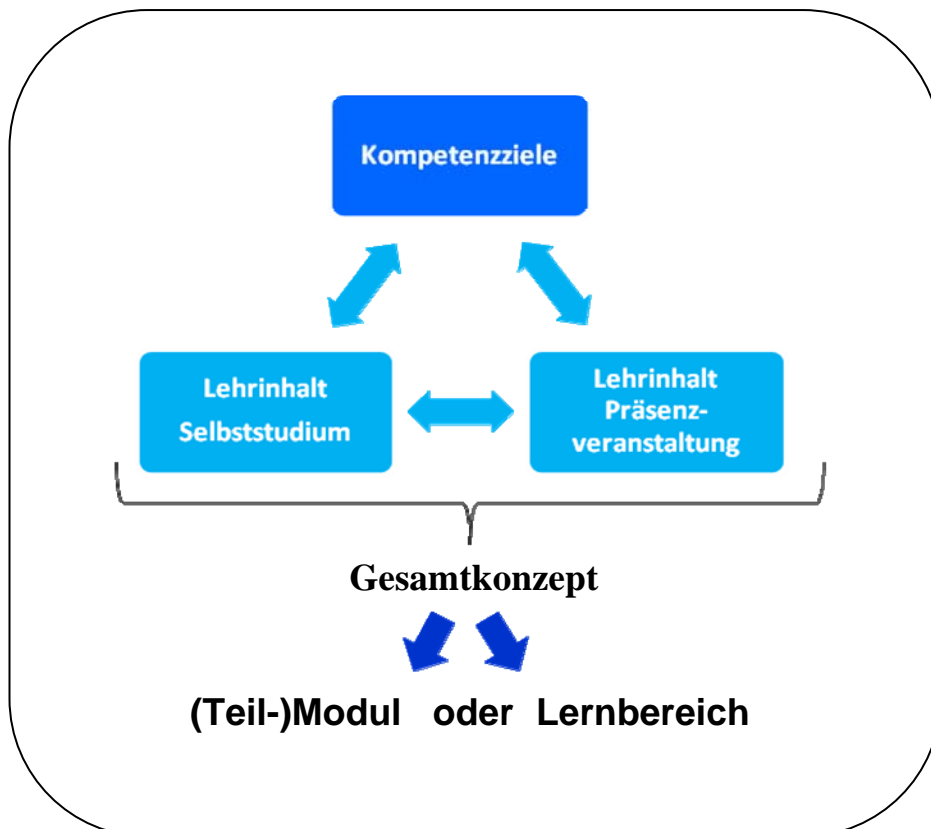 Kompetenzziele
Lehrinhalt
Selbststudium
Lehrinhalt
Präsenz-
veranstaltung
Gesamtkonzept
(Teil-)Modul oder Lernbereich